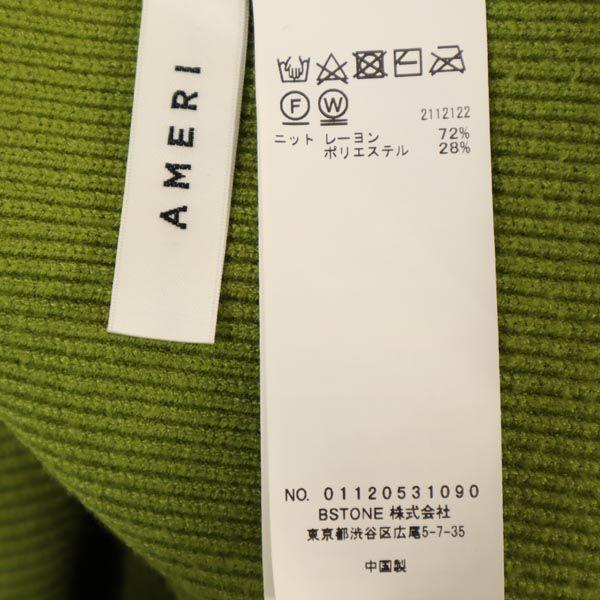 AMERI
F W
2112122
ニット レーヨン 72%
ポリエステル 28%
NO. 01120531090
BSTONE 株式会社
東京都渋谷区広尾5-7-35
中国製